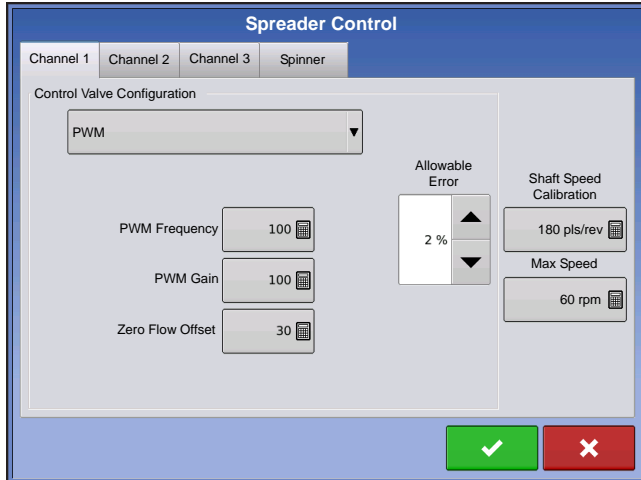 Spreader Control
Channel 1
Channel 2
Channel 3
Spinner
Control Valve Configuration
PWM
Allowable
Error
2 %
PWM Frequency
100
PWM Gain
100
Zero Flow Offset
30
Shaft Speed
Calibration
180 pls/rev
Max Speed
60 rpm